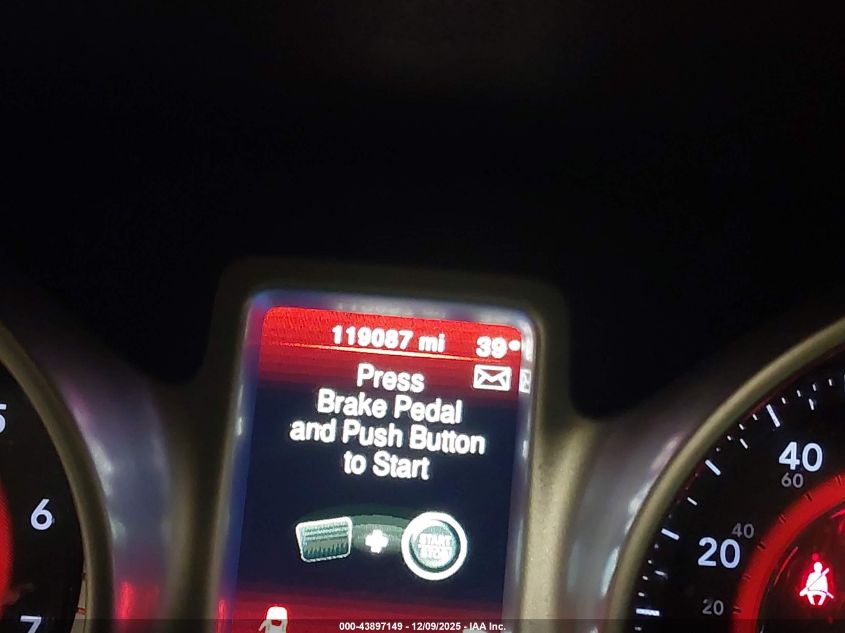 119087 mi 39°
Press
Brake Pedal
and Push Button
to Start
START
STOP
5
6
7
40
60
40
20
20
000-43897149 - 12/09/2025 - IAA Inc.